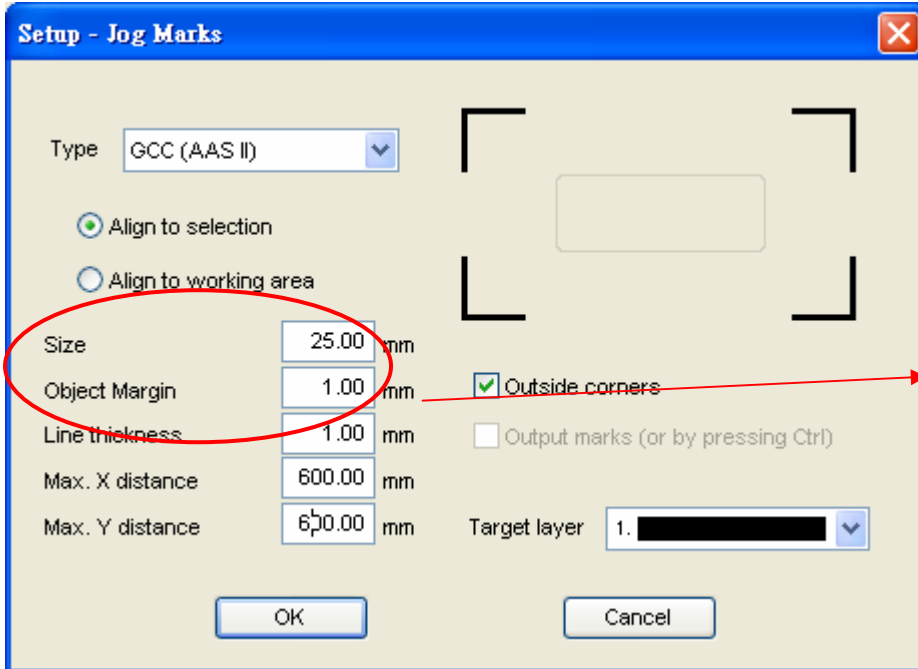 Setup - Jog Marks
Type GCC (AAS II)
Align to selection
Align to working area
Size 25.00 mm
Object Margin 1.00 mm
Outside corners
Line thickness 1.00 mm
Output marks (or by pressing Ctrl)
Max. X distance 600.00 mm
Max. Y distance 600.00 mm
Target layer 1.
OK Cancel